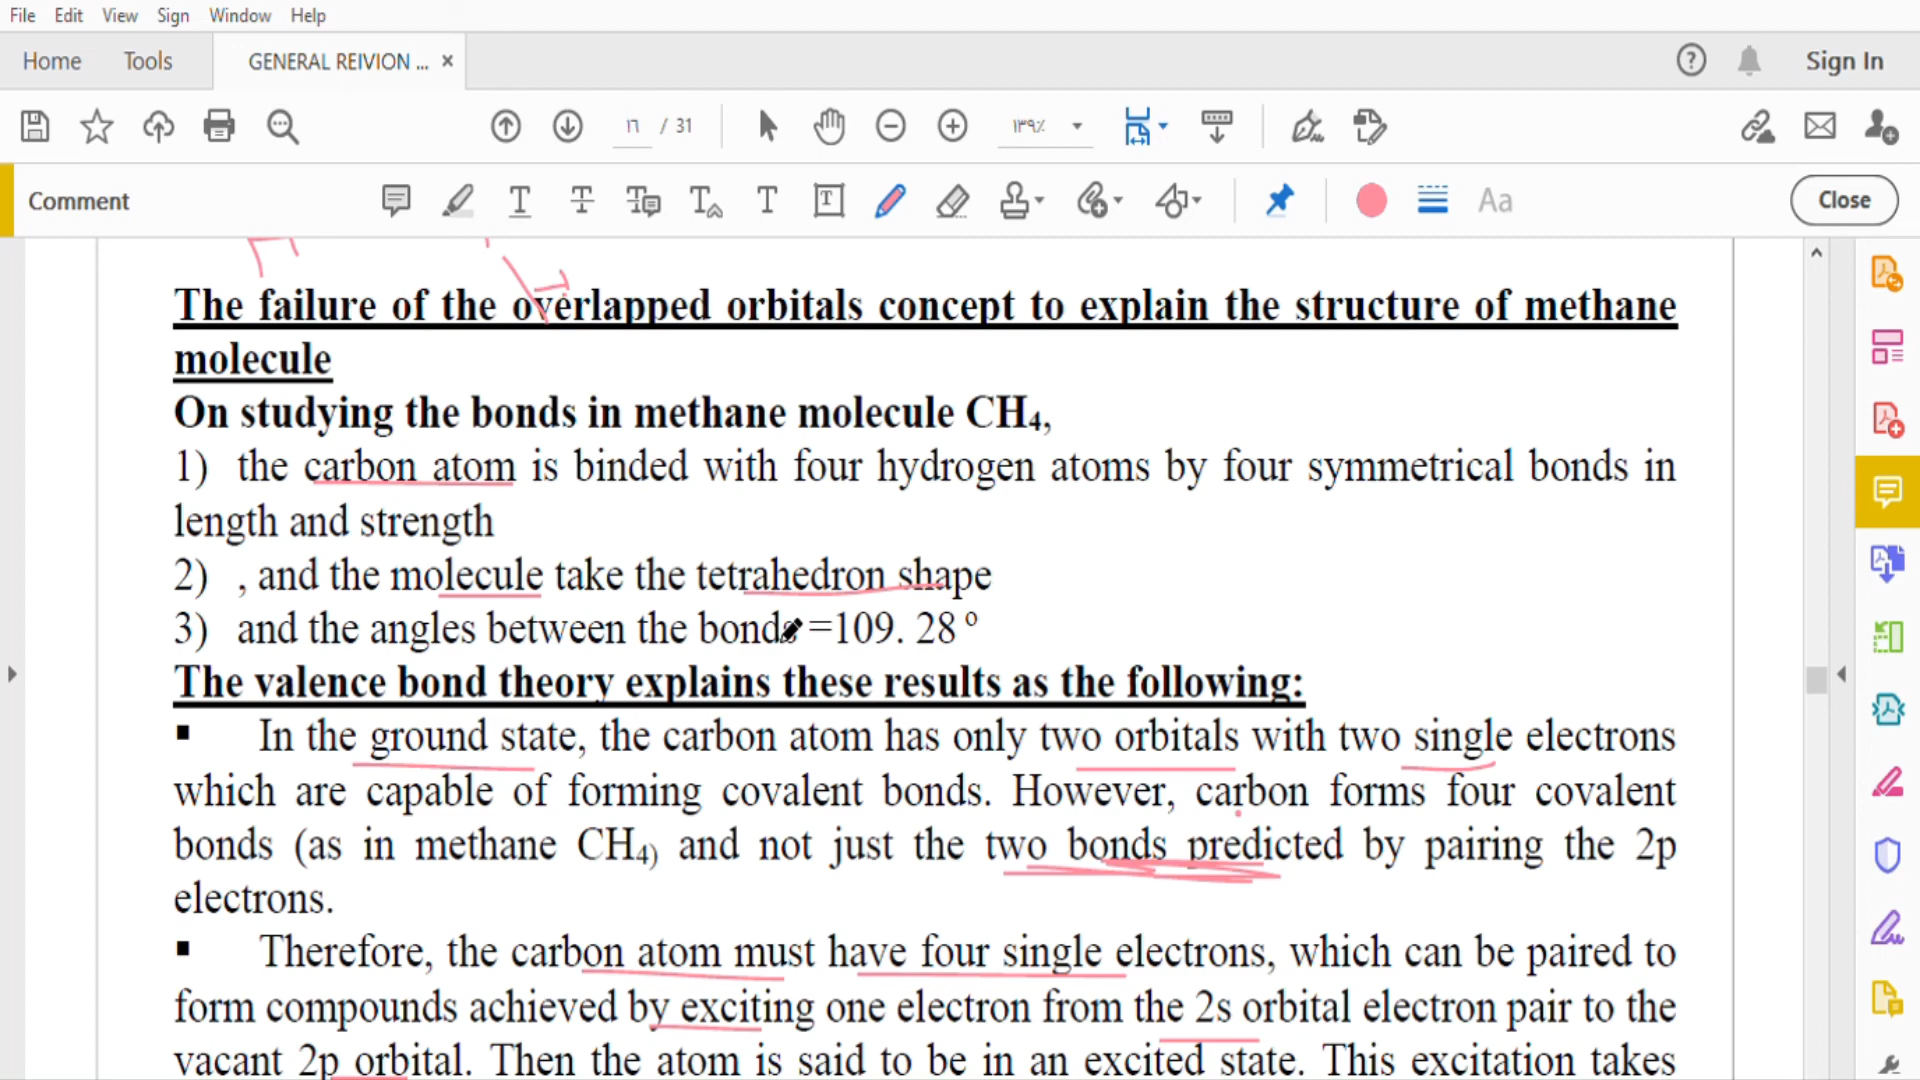 File Edit View Sign Window Help
Home Tools GENERAL REIVION ... × Sign In
١٦ / 31 ١٣٩٪
Comment Aa Close
The failure of the overlapped orbitals concept to explain the structure of methane
molecule
On studying the bonds in methane molecule CH₄,
1) the carbon atom is binded with four hydrogen atoms by four symmetrical bonds in
length and strength
2) , and the molecule take the tetrahedron shape
3) and the angles between the bonds =109. 28 º
The valence bond theory explains these results as the following:
▪ In the ground state, the carbon atom has only two orbitals with two single electrons
which are capable of forming covalent bonds. However, carbon forms four covalent
bonds (as in methane CH₄₎ and not just the two bonds predicted by pairing the 2p
electrons.
▪ Therefore, the carbon atom must have four single electrons, which can be paired to
form compounds achieved by exciting one electron from the 2s orbital electron pair to the
vacant 2p orbital. Then the atom is said to be in an excited state. This excitation takes